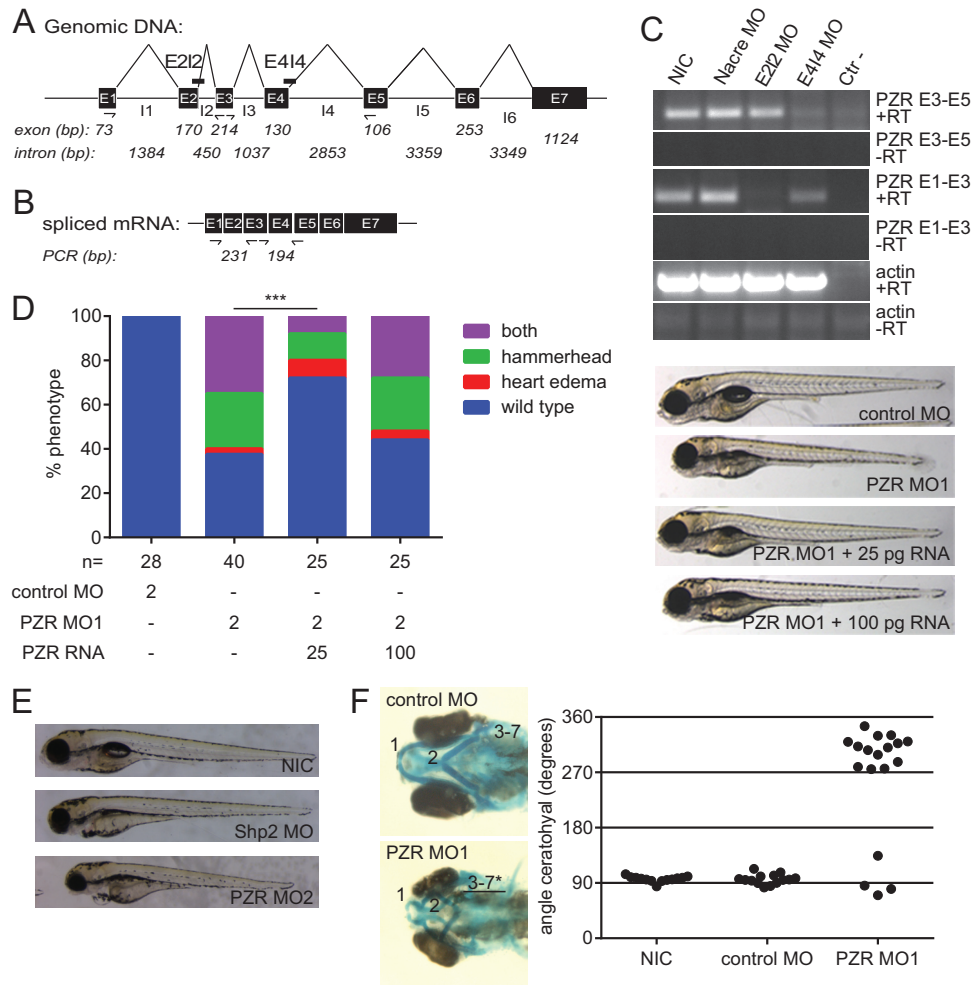 A
Genomic DNA:
E2I2
E4I4
E1 E2 E3 E4 E5 E6 E7
I1 I2 I3 I4 I5 I6
exon (bp): 73 170 214 130 106 253 1124
intron (bp): 1384 450 1037 2853 3359 3349
B
spliced mRNA: E1 E2 E3 E4 E5 E6 E7
PCR (bp): 231 194
C
NIC
Nacre MO
E2I2 MO
E4I4 MO
Ctr -
PZR E3-E5
+RT
PZR E3-E5
-RT
PZR E1-E3
+RT
PZR E1-E3
-RT
actin
+RT
actin
-RT
D
***
% phenotype
100
80
60
40
20
0
both
hammerhead
heart edema
wild type
n= 28 40 25 25
control MO 2 - - -
PZR MO1 - 2 2 2
PZR RNA - - 25 100
control MO
PZR MO1
PZR MO1 + 25 pg RNA
PZR MO1 + 100 pg RNA
E
NIC
Shp2 MO
PZR MO2
F
control MO
1
2
3-7
PZR MO1
1
2
3-7*
angle ceratohyal (degrees)
360
270
180
90
0
NIC control MO PZR MO1